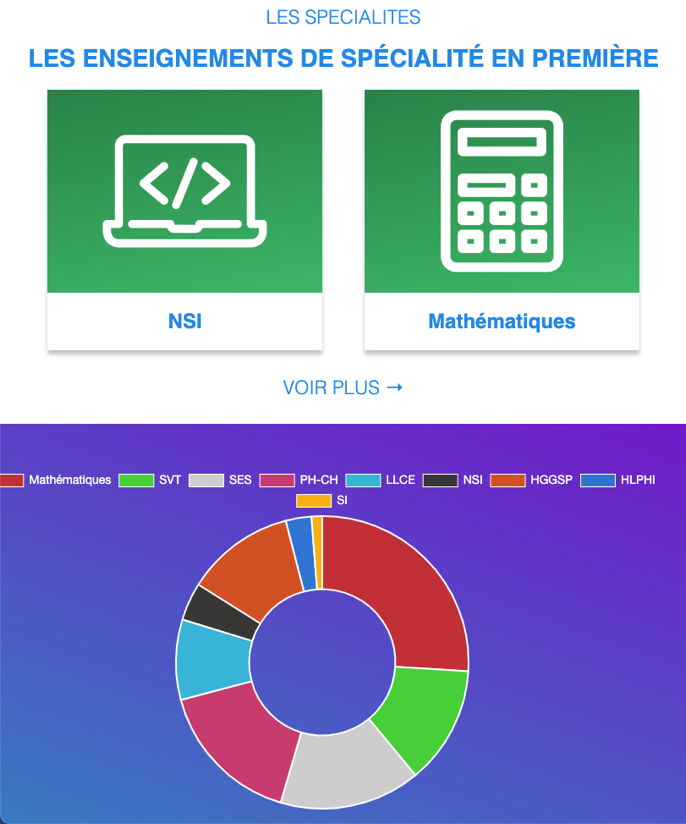 LES SPECIALITES
LES ENSEIGNEMENTS DE SPÉCIALITÉ EN PREMIÈRE
</>
NSI
Mathématiques
VOIR PLUS →
Mathématiques SVT SES PH-CH LLCE NSI HGGSP HLPHI
SI